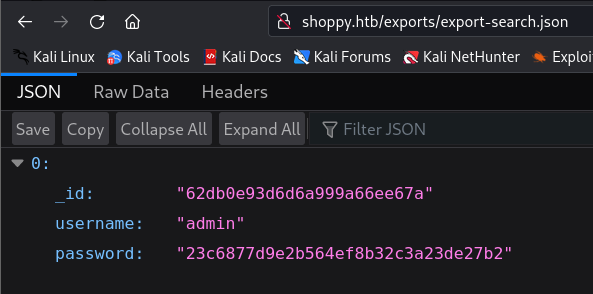 shoppy.htb/exports/export-search.json
Kali Linux Kali Tools Kali Docs Kali Forums Kali NetHunter Exploi
JSON Raw Data Headers
Save Copy Collapse All Expand All Filter JSON
0:
_id: "62db0e93d6d6a999a66ee67a"
username: "admin"
password: "23c6877d9e2b564ef8b32c3a23de27b2"